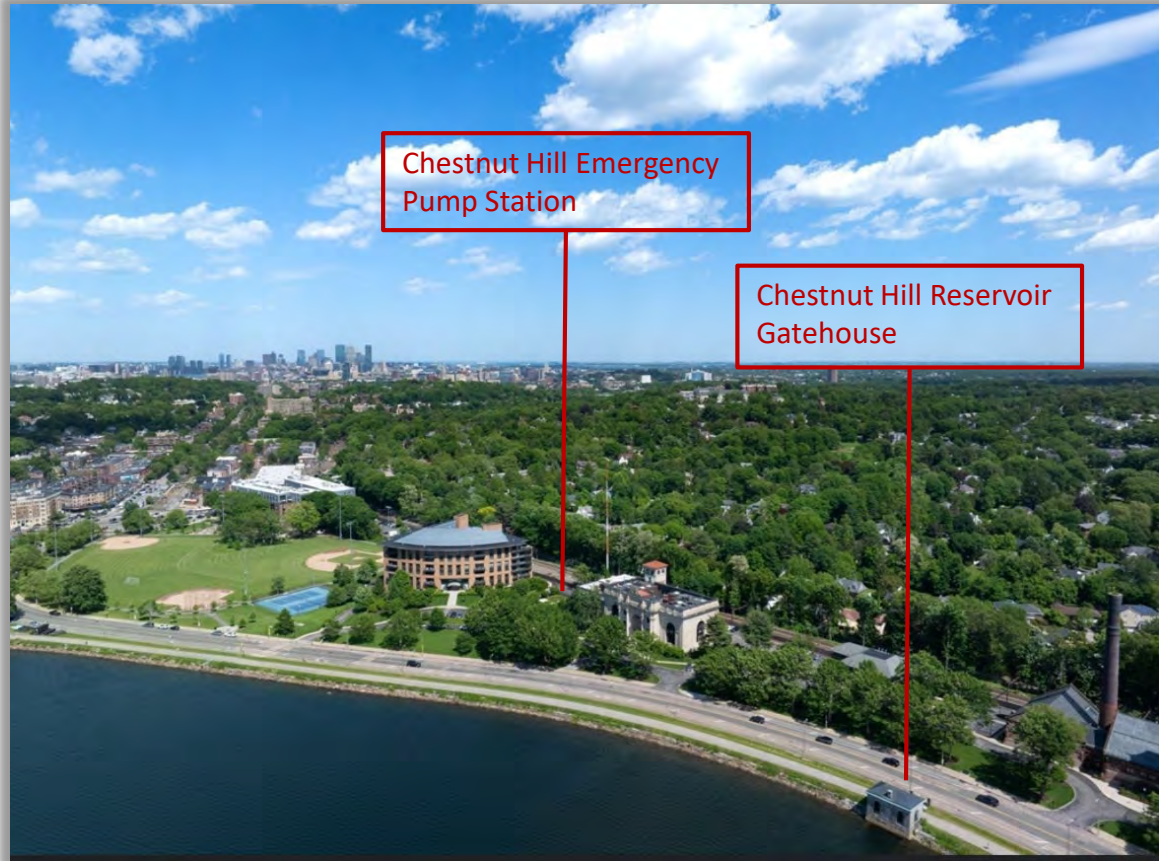 Chestnut Hill Emergency
Pump Station
Chestnut Hill Reservoir
Gatehouse